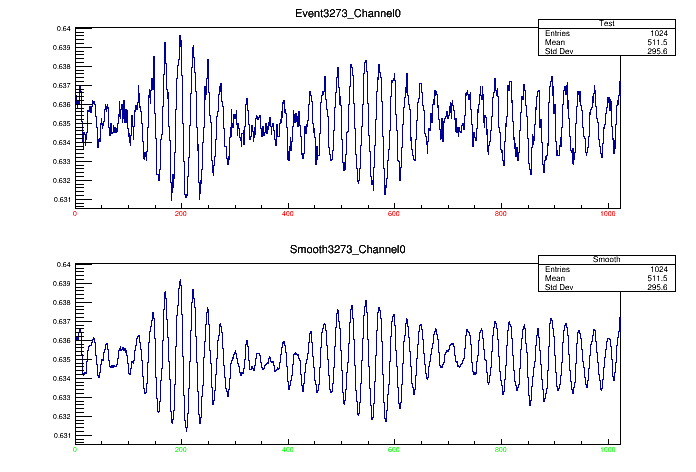 Event3273_Channel0
Test
Entries 1024
Mean 511.5
Std Dev 295.6
0.64
0.639
0.638
0.637
0.636
0.635
0.634
0.633
0.632
0.631
0 200 400 600 800 1000
Smooth3273_Channel0
Smooth
Entries 1024
Mean 511.5
Std Dev 295.6
0.64
0.639
0.638
0.637
0.636
0.635
0.634
0.633
0.632
0.631
0 200 400 600 800 1000